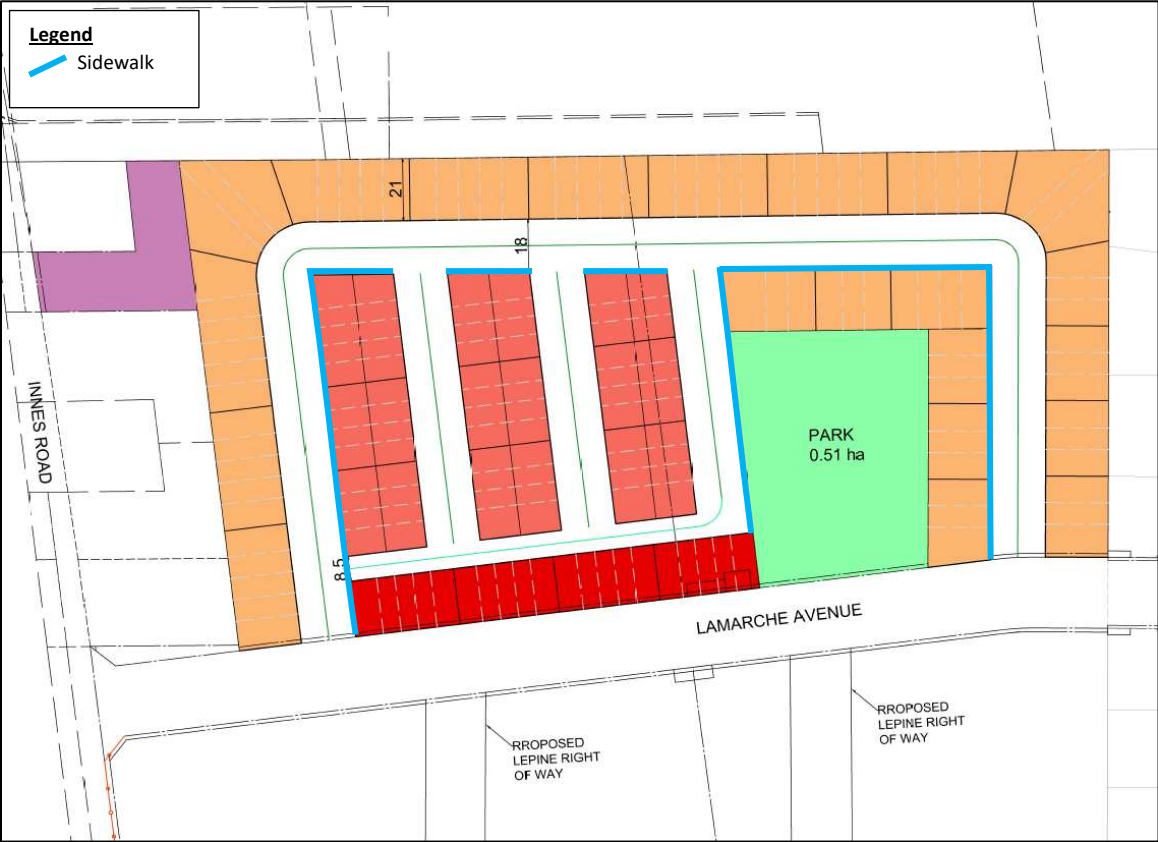 Legend
Sidewalk
21
18
INNES ROAD
PARK
0.51 ha
8.5
LAMARCHE AVENUE
RROPOSED
LEPINE RIGHT
OF WAY
RROPOSED
LEPINE RIGHT
OF WAY